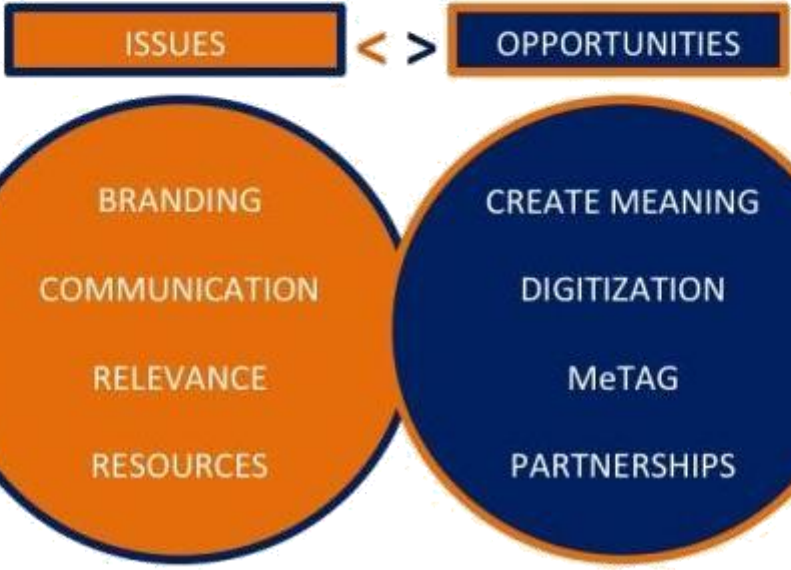 ISSUES < > OPPORTUNITIES
BRANDING
COMMUNICATION
RELEVANCE
RESOURCES
CREATE MEANING
DIGITIZATION
MeTAG
PARTNERSHIPS